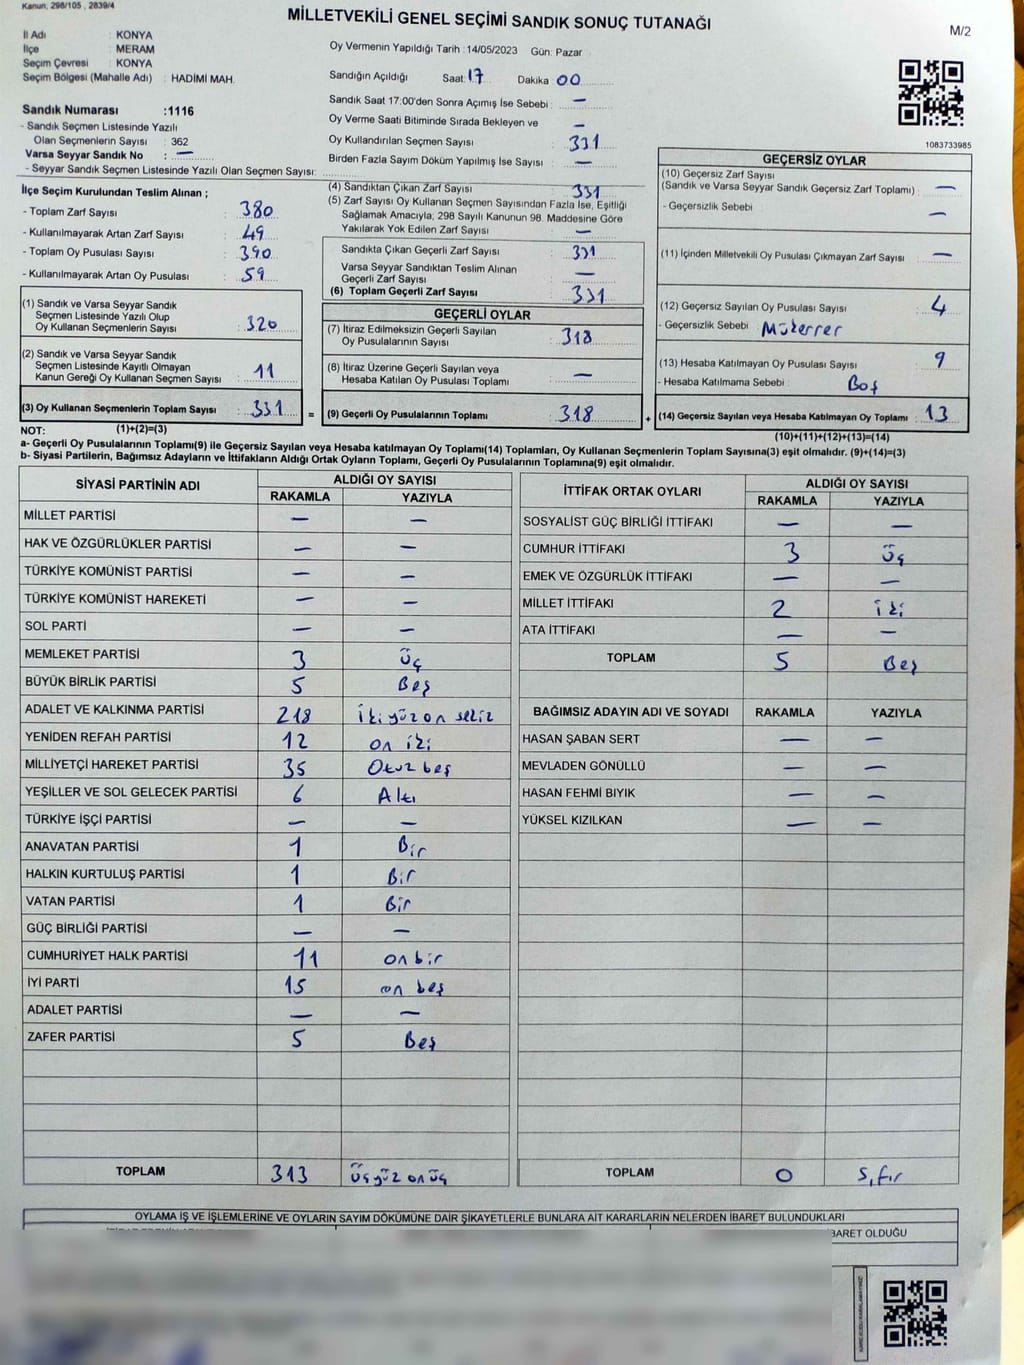 Kanun, 298/105 , 2839/4
MİLLETVEKİLİ GENEL SEÇİMİ SANDIK SONUÇ TUTANAĞI
M/2
İl Adı : KONYA
İlçe : MERAM
Seçim Çevresi : KONYA
Seçim Bölgesi (Mahalle Adı) : HADİMİ MAH.
Sandık Numarası :1116
- Sandık Seçmen Listesinde Yazılı
Olan Seçmenlerin Sayısı : 362
Varsa Seyyar Sandık No : —
- Seyyar Sandık Seçmen Listesinde Yazılı Olan Seçmen Sayısı:
Oy Vermenin Yapıldığı Tarih : 14/05/2023 Gün: Pazar
Sandığın Açıldığı Saat: 17 Dakika 00
Sandık Saat 17:00'den Sonra Açımış İse Sebebi : —
Oy Verme Saati Bitiminde Sırada Bekleyen ve —
Oy Kullandırılan Seçmen Sayısı : 331
Birden Fazla Sayım Döküm Yapılmış İse Sayısı : —
1083733985
İlçe Seçim Kurulundan Teslim Alınan ;
- Toplam Zarf Sayısı : 380
- Kullanılmayarak Artan Zarf Sayısı : 49
- Toplam Oy Pusulası Sayısı : 390
- Kullanılmayarak Artan Oy Pusulası : 59
(1) Sandık ve Varsa Seyyar Sandık
Seçmen Listesinde Yazılı Olup
Oy Kullanan Seçmenlerin Sayısı : 320
(2) Sandık ve Varsa Seyyar Sandık
Seçmen Listesinde Kayıtlı Olmayan
Kanun Gereği Oy Kullanan Seçmen Sayısı : 11
(3) Oy Kullanan Seçmenlerin Toplam Sayısı : 331
(4) Sandıktan Çıkan Zarf Sayısı : 331
(5) Zarf Sayısı Oy Kullanan Seçmen Sayısından Fazla İse, Eşitliği
Sağlamak Amacıyla, 298 Sayılı Kanunun 98. Maddesine Göre
Yakılarak Yok Edilen Zarf Sayısı : —
Sandıkta Çıkan Geçerli Zarf Sayısı : 331
Varsa Seyyar Sandıktan Teslim Alınan
Geçerli Zarf Sayısı : —
(6) Toplam Geçerli Zarf Sayısı : 331
GEÇERLİ OYLAR
(7) İtiraz Edilmeksizin Geçerli Sayılan
Oy Pusulalarının Sayısı : 318
(8) İtiraz Üzerine Geçerli Sayılan veya
Hesaba Katılan Oy Pusulası Toplamı : —
= (9) Geçerli Oy Pusulalarının Toplamı : 318
GEÇERSİZ OYLAR
(10) Geçersiz Zarf Sayısı
(Sandık ve Varsa Seyyar Sandık Geçersiz Zarf Toplamı) : —
- Geçersizlik Sebebi : —
(11) İçinden Milletvekili Oy Pusulası Çıkmayan Zarf Sayısı : —
(12) Geçersiz Sayılan Oy Pusulası Sayısı : 4
- Geçersizlik Sebebi : Mükerrer
(13) Hesaba Katılmayan Oy Pusulası Sayısı : 9
- Hesaba Katılmama Sebebi : Boş
+ (14) Geçersiz Sayılan veya Hesaba Katılmayan Oy Toplamı : 13
NOT: (1)+(2)=(3)
(10)+(11)+(12)+(13)=(14)
a- Geçerli Oy Pusulalarının Toplamı(9) ile Geçersiz Sayılan veya Hesaba katılmayan Oy Toplamı(14) Toplamları, Oy Kullanan Seçmenlerin Toplam Sayısına(3) eşit olmalıdır. (9)+(14)=(3)
b- Siyasi Partilerin, Bağımsız Adayların ve İttifakların Aldığı Ortak Oyların Toplamı, Geçerli Oy Pusulalarının Toplamına(9) eşit olmalıdır.
SİYASİ PARTİNİN ADI
ALDIĞI OY SAYISI
RAKAMLA YAZIYLA
MİLLET PARTİSİ — —
HAK VE ÖZGÜRLÜKLER PARTİSİ — —
TÜRKİYE KOMÜNİST PARTİSİ — —
TÜRKİYE KOMÜNİST HAREKETİ — —
SOL PARTİ — —
MEMLEKET PARTİSİ 3 Üç
BÜYÜK BİRLİK PARTİSİ 5 Beş
ADALET VE KALKINMA PARTİSİ 218 ikiyüz on sekiz
YENİDEN REFAH PARTİSİ 12 on iki
MİLLİYETÇİ HAREKET PARTİSİ 35 Otuz beş
YEŞİLLER VE SOL GELECEK PARTİSİ 6 Altı
TÜRKİYE İŞÇİ PARTİSİ — —
ANAVATAN PARTİSİ 1 Bir
HALKIN KURTULUŞ PARTİSİ 1 Bir
VATAN PARTİSİ 1 Bir
GÜÇ BİRLİĞİ PARTİSİ — —
CUMHURİYET HALK PARTİSİ 11 on bir
İYİ PARTİ 15 on beş
ADALET PARTİSİ — —
ZAFER PARTİSİ 5 Beş
TOPLAM 313 Üçyüz on üç
İTTİFAK ORTAK OYLARI
ALDIĞI OY SAYISI
RAKAMLA YAZIYLA
SOSYALİST GÜÇ BİRLİĞİ İTTİFAKI — —
CUMHUR İTTİFAKI 3 Üç
EMEK VE ÖZGÜRLÜK İTTİFAKI — —
MİLLET İTTİFAKI 2 iki
ATA İTTİFAKI — —
TOPLAM 5 Beş
BAĞIMSIZ ADAYIN ADI VE SOYADI RAKAMLA YAZIYLA
HASAN ŞABAN SERT — —
MEVLADEN GÖNÜLLÜ — —
HASAN FEHMİ BIYIK — —
YÜKSEL KIZILKAN — —
TOPLAM 0 Sıfır
OYLAMA İŞ VE İŞLEMLERİNE VE OYLARIN SAYIM DÖKÜMÜNE DAİR ŞİKAYETLERLE BUNLARA AİT KARARLARIN NELERDEN İBARET BULUNDUKLARI
İBARET OLDUĞU